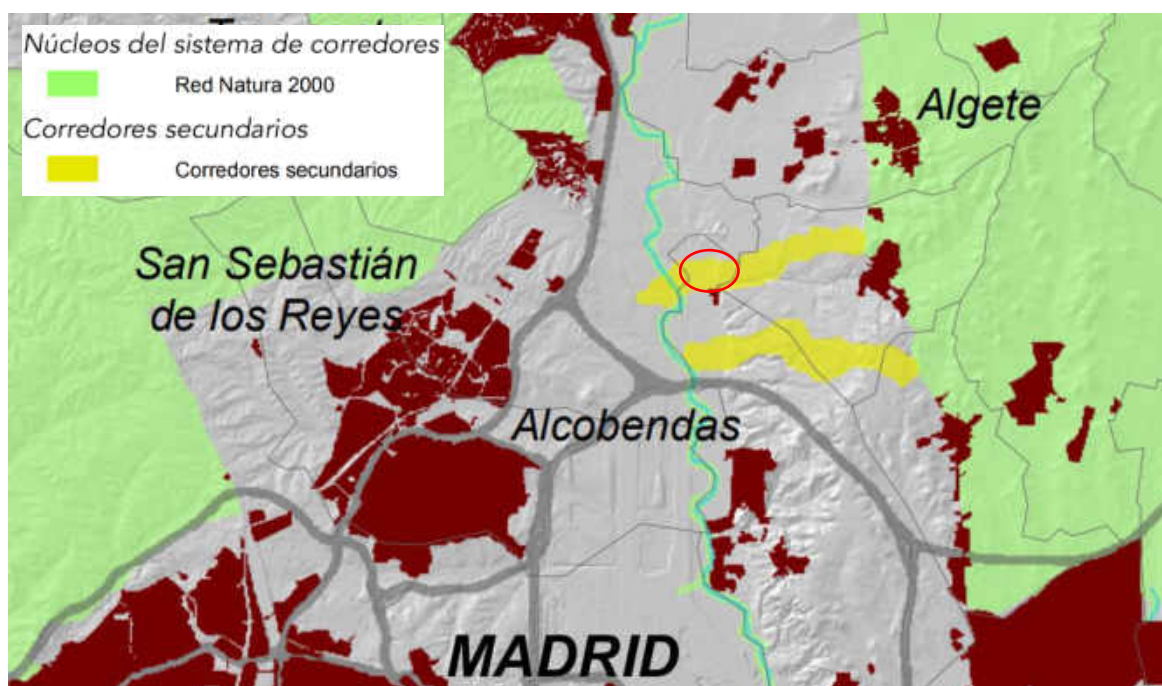 Núcleos del sistema de corredores
Red Natura 2000
Corredores secundarios
Corredores secundarios
Algete
San Sebastián
de los Reyes
Alcobendas
MADRID